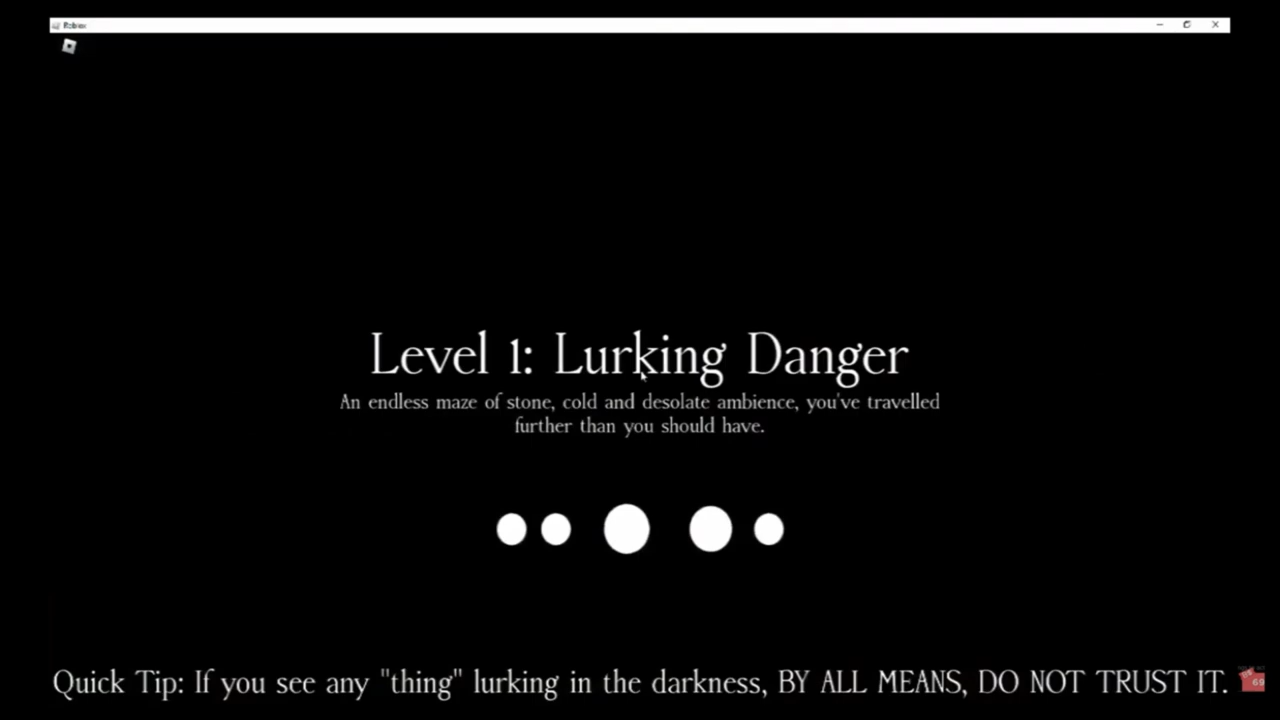 Roblox
Level 1: Lurking Danger
An endless maze of stone, cold and desolate ambience, you've travelled
further than you should have.
Quick Tip: If you see any "thing" lurking in the darkness, BY ALL MEANS, DO NOT TRUST IT.
69